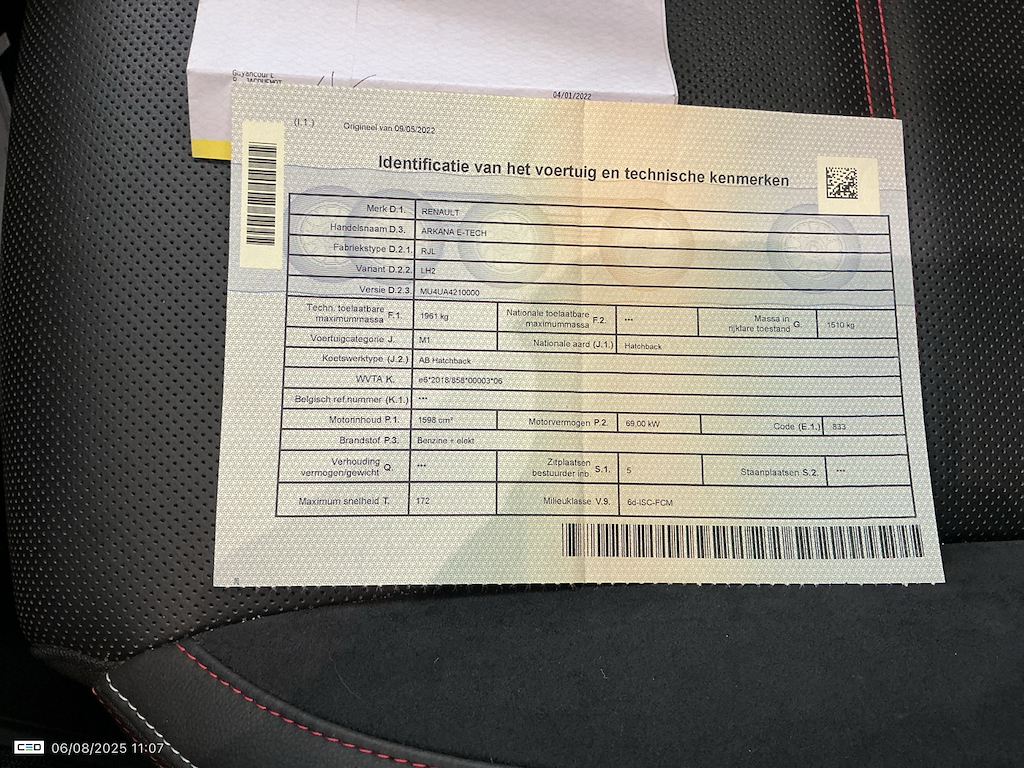 Guyancourt
04/01/2022
(I.1.) Origineel van 09/05/2022
Identificatie van het voertuig en technische kenmerken
Merk D.1. RENAULT
Handelsnaam D.3. ARKANA E-TECH
Fabriekstype D.2.1. RJL
Variant D.2.2. LH2
Versie D.2.3. MU4UA4210000
Techn. toelaatbare maximummassa F.1. 1961 kg Nationale toelaatbare maximummassa F.2. *** Massa in rijklare toestand G. 1510 kg
Voertuigcategorie J. M1 Nationale aard (J.1.) Hatchback
Koetswerktype (J.2.) AB Hatchback
WVTA K. e6*2018/858*00003*06
Belgisch ref.nummer (K.1.) ***
Motorinhoud P.1. 1598 cm³ Motorvermogen P.2. 69,00 kW Code (E.1.) 833
Brandstof P.3. Benzine + elekt
Verhouding vermogen/gewicht Q. *** Zitplaatsen bestuurder inb. S.1. 5 Staanplaatsen S.2. ***
Maximum snelheid T. 172 Milieuklasse V.9. 6d-ISC-FCM
CEO 06/08/2025 11:07